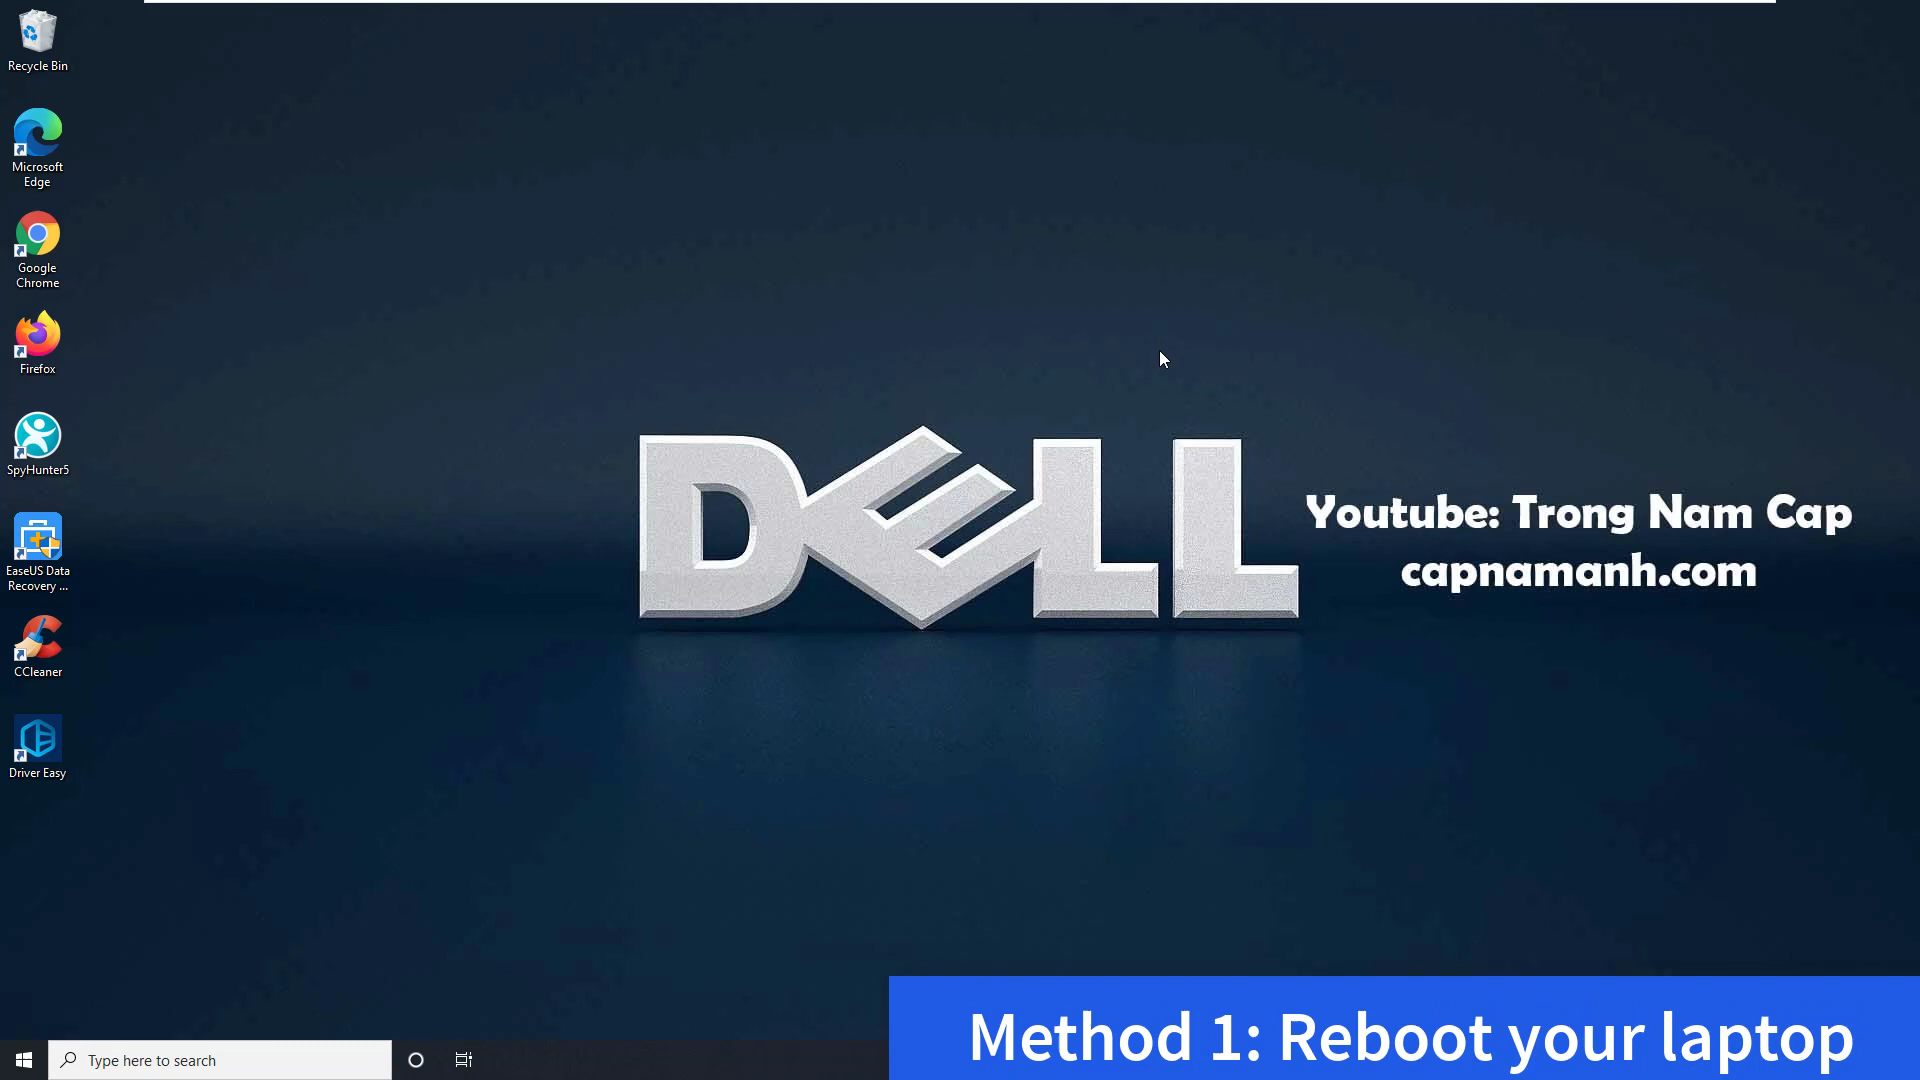 Recycle Bin
Microsoft
Edge
Google
Chrome
Firefox
SpyHunter5
EaseUS Data
Recovery ...
CCleaner
Driver Easy
DELL
Youtube: Trong Nam Cap
capnamanh.com
Type here to search
Method 1: Reboot your laptop